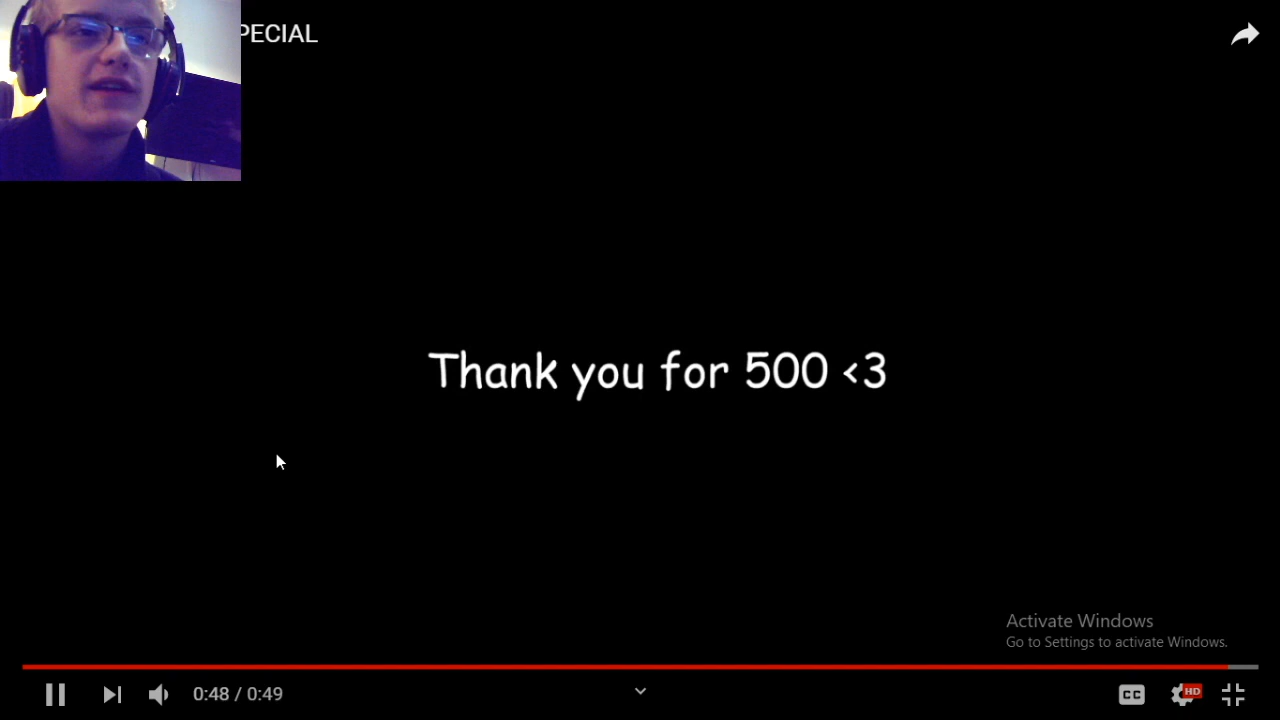 PECIAL
Thank you for 500 <3
Activate Windows
Go to Settings to activate Windows.
0:48 / 0:49
CC
HD